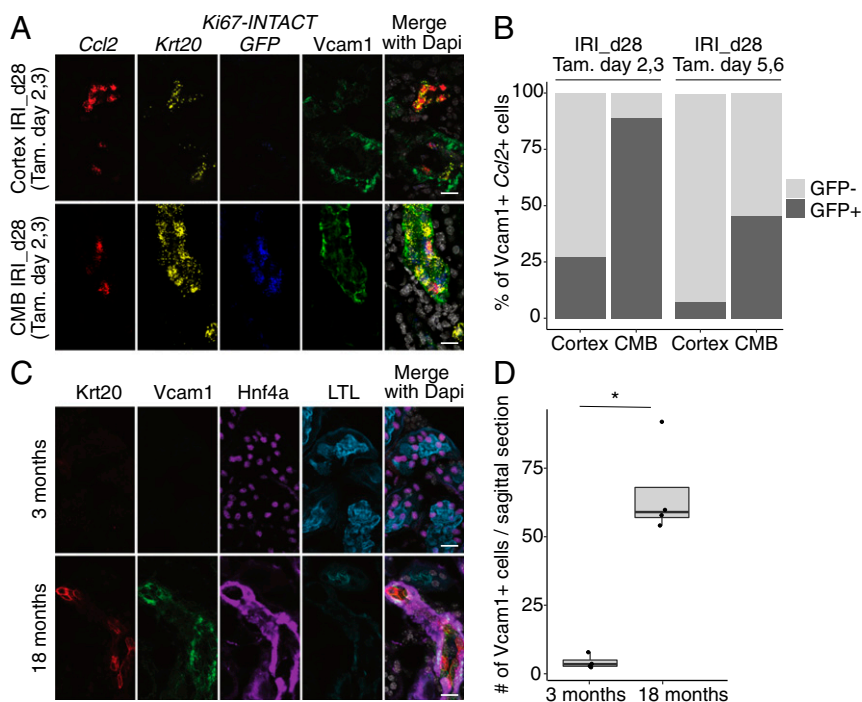 A
Ki67-INTACT
Ccl2 Krt20 GFP Vcam1 Merge with Dapi
Cortex IRI_d28
(Tam. day 2,3)
CMB IRI_d28
(Tam. day 2,3)
B
IRI_d28 IRI_d28
Tam. day 2,3 Tam. day 5,6
% of Vcam1+ Ccl2+ cells
100
75
50
25
0
Cortex CMB Cortex CMB
GFP-
GFP+
C
Krt20 Vcam1 Hnf4a LTL Merge with Dapi
3 months
18 months
D
# of Vcam1+ cells / sagittal section
*
75
50
25
0
3 months 18 months